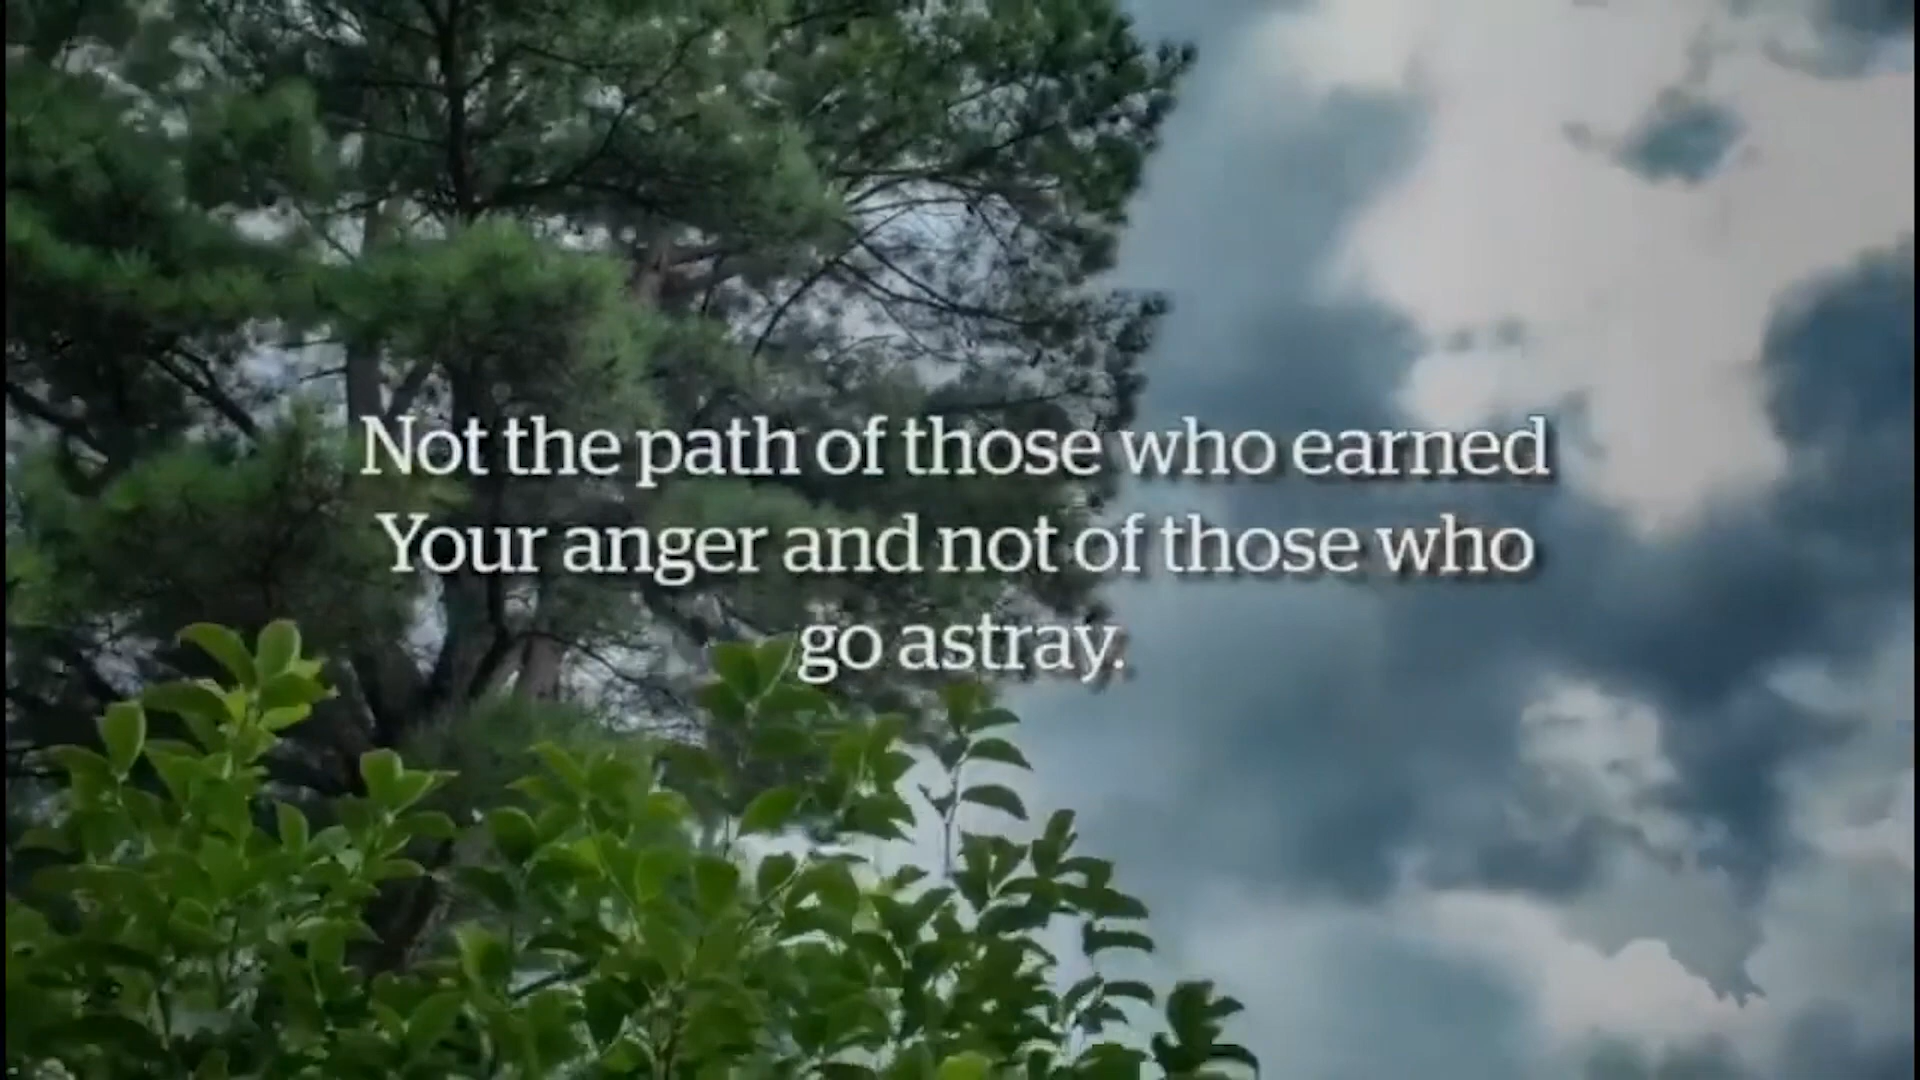 Not the path of those who earned
Your anger and not of those who
go astray.